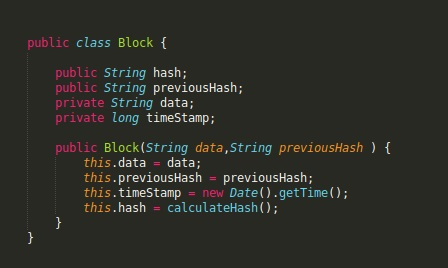 public class Block {
public String hash;
public String previousHash;
private String data;
private long timeStamp;
public Block(String data,String previousHash ) {
this.data = data;
this.previousHash = previousHash;
this.timeStamp = new Date().getTime();
this.hash = calculateHash();
}
}